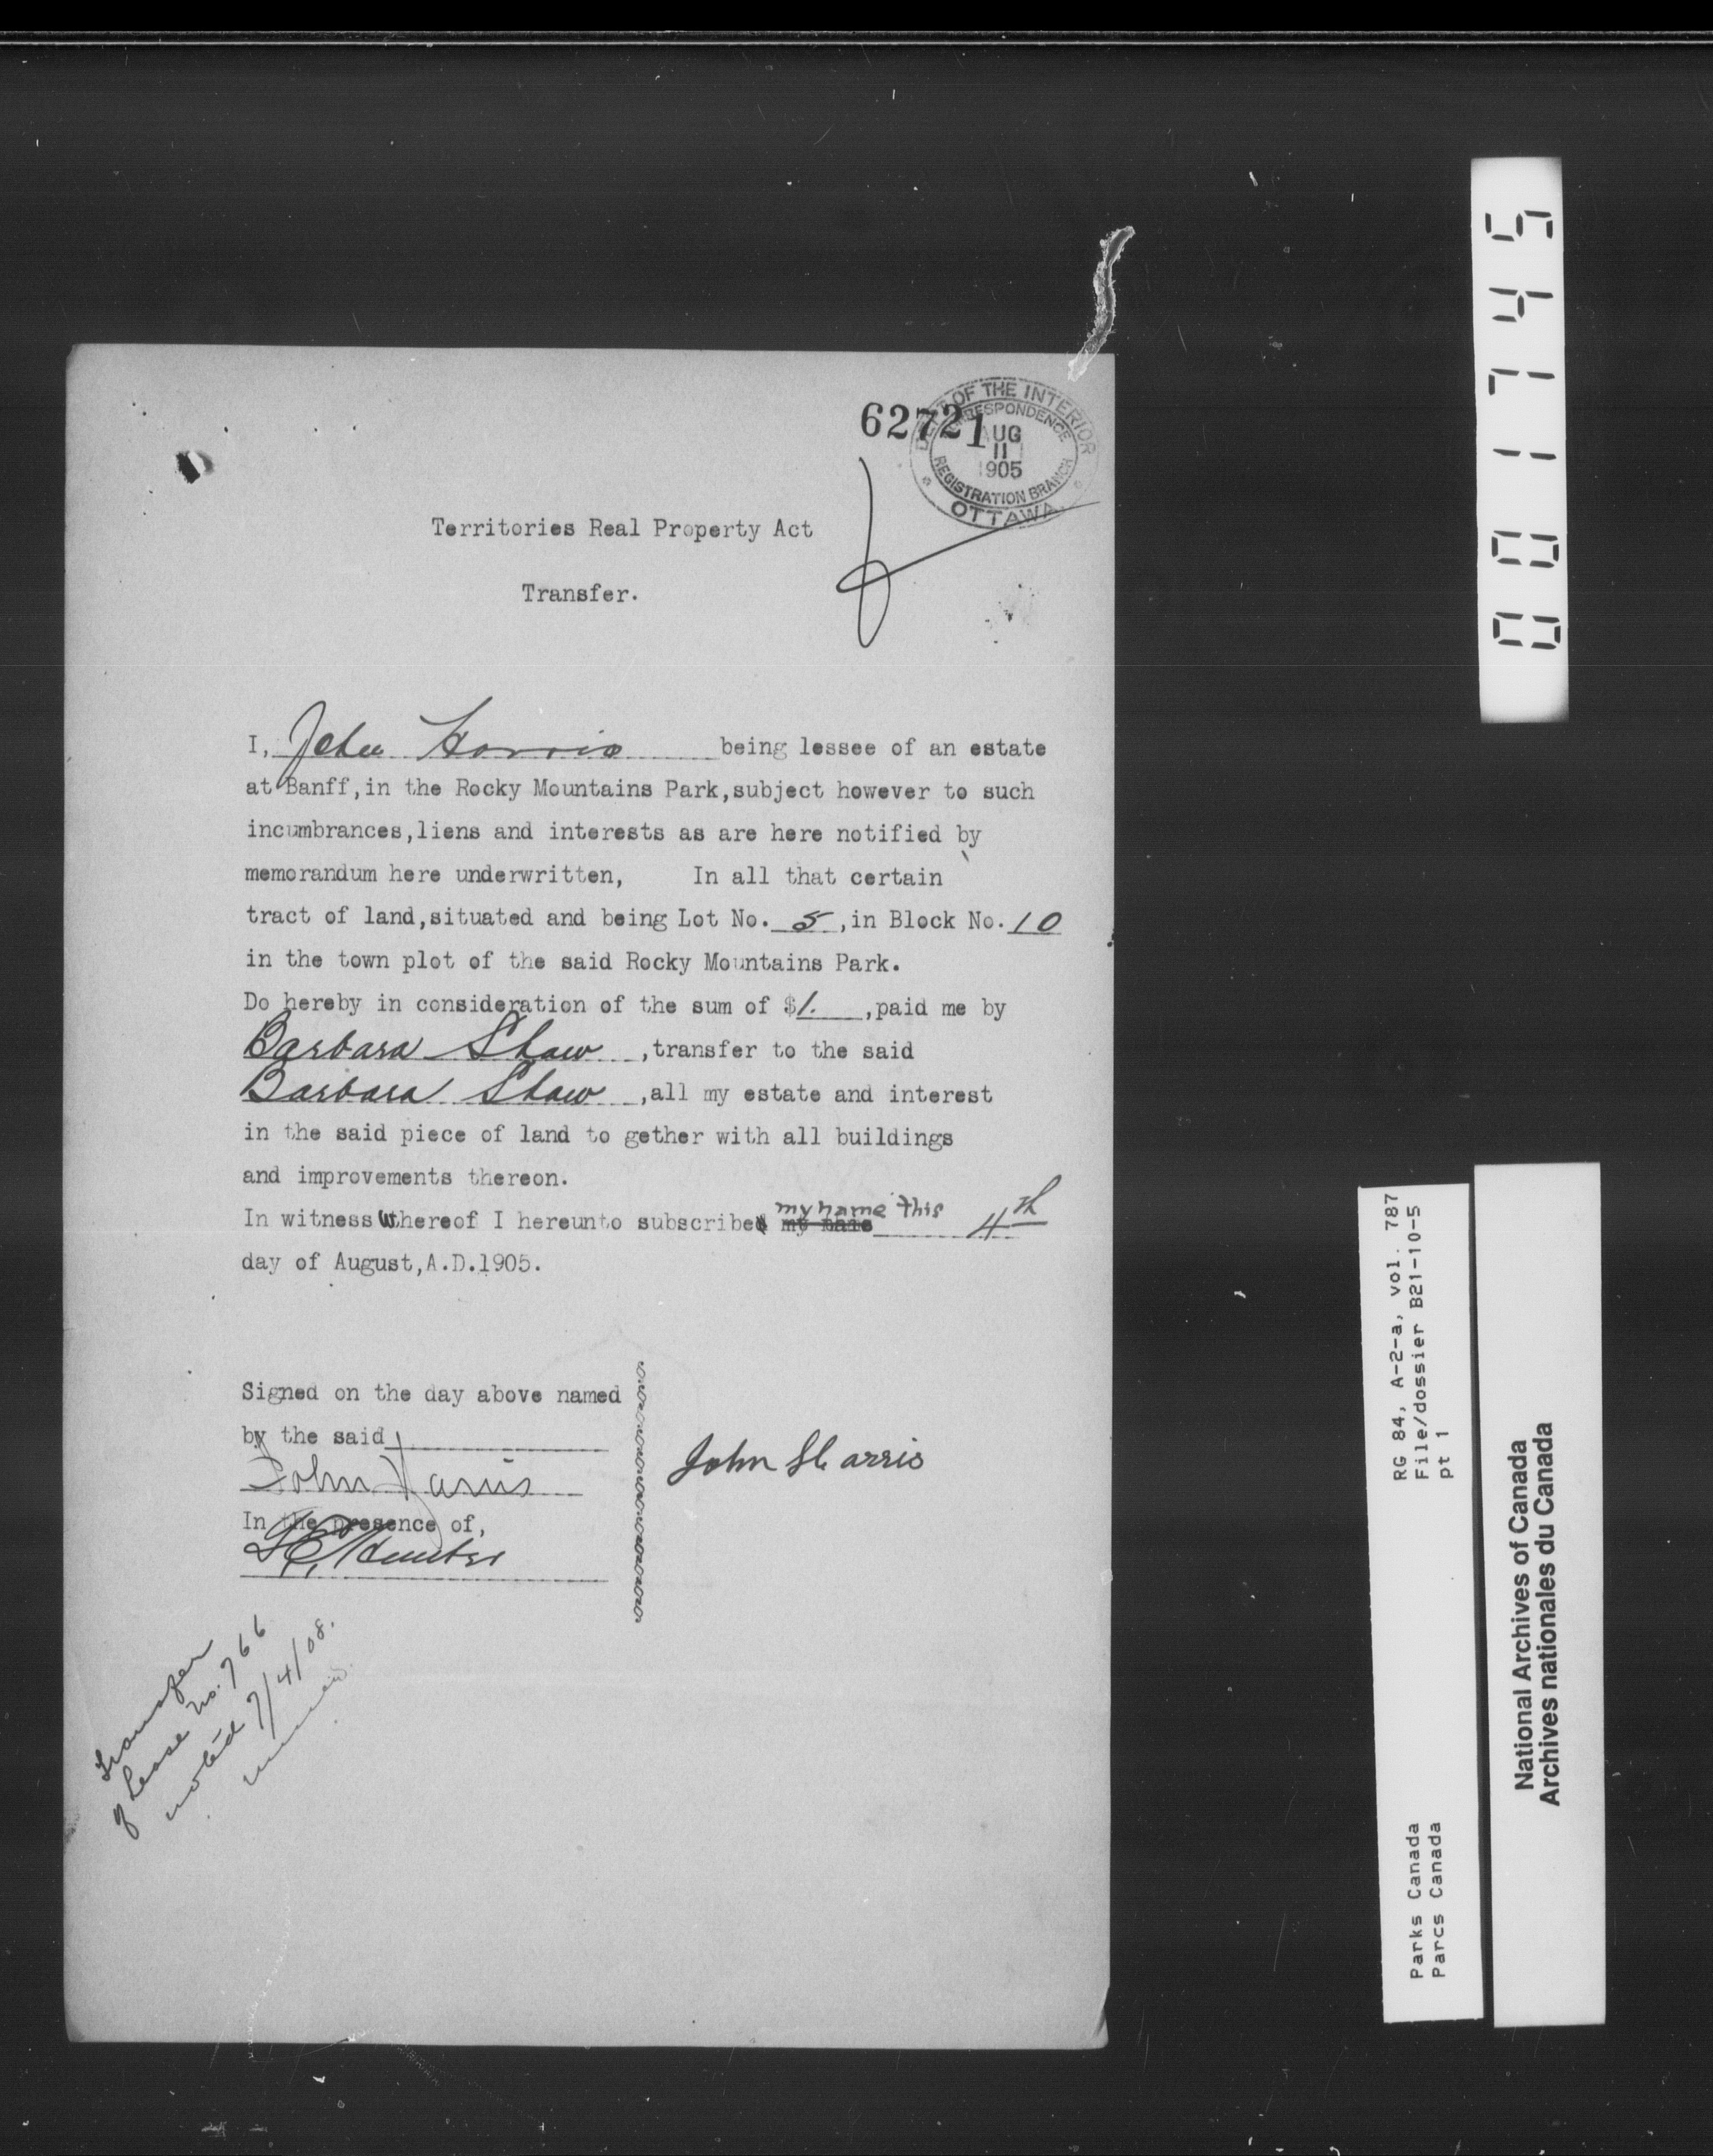 62721
DEPT OF THE INTERIOR
CORRESPONDENCE
AUG
11
1905
REGISTRATION BRANCH
OTTAWA
Territories Real Property Act
Transfer.
I, John Harris being lessee of an estate
at Banff,in the Rocky Mountains Park,subject however to such
incumbrances,liens and interests as are here notified by
memorandum here underwritten, In all that certain
tract of land,situated and being Lot No. 5 ,in Block No. 10
in the town plot of the said Rocky Mountains Park.
Do hereby in consideration of the sum of $1. ,paid me by
Barbara Shaw ,transfer to the said
Barbara Shaw ,all my estate and interest
in the said piece of land to gether with all buildings
and improvements thereon.
In witness whereof I hereunto subscribed my name this 4th
day of August,A.D.1905.
Signed on the day above named
by the said
John Harris
In the presence of,
John Harris
Transfer
of Lease No. 766
noted 7/4/08.
0001745
RG 84, A-2-a, vol. 787
File/dossier B21-10-5
pt 1
Parks Canada
Parcs Canada
National Archives of Canada
Archives nationales du Canada